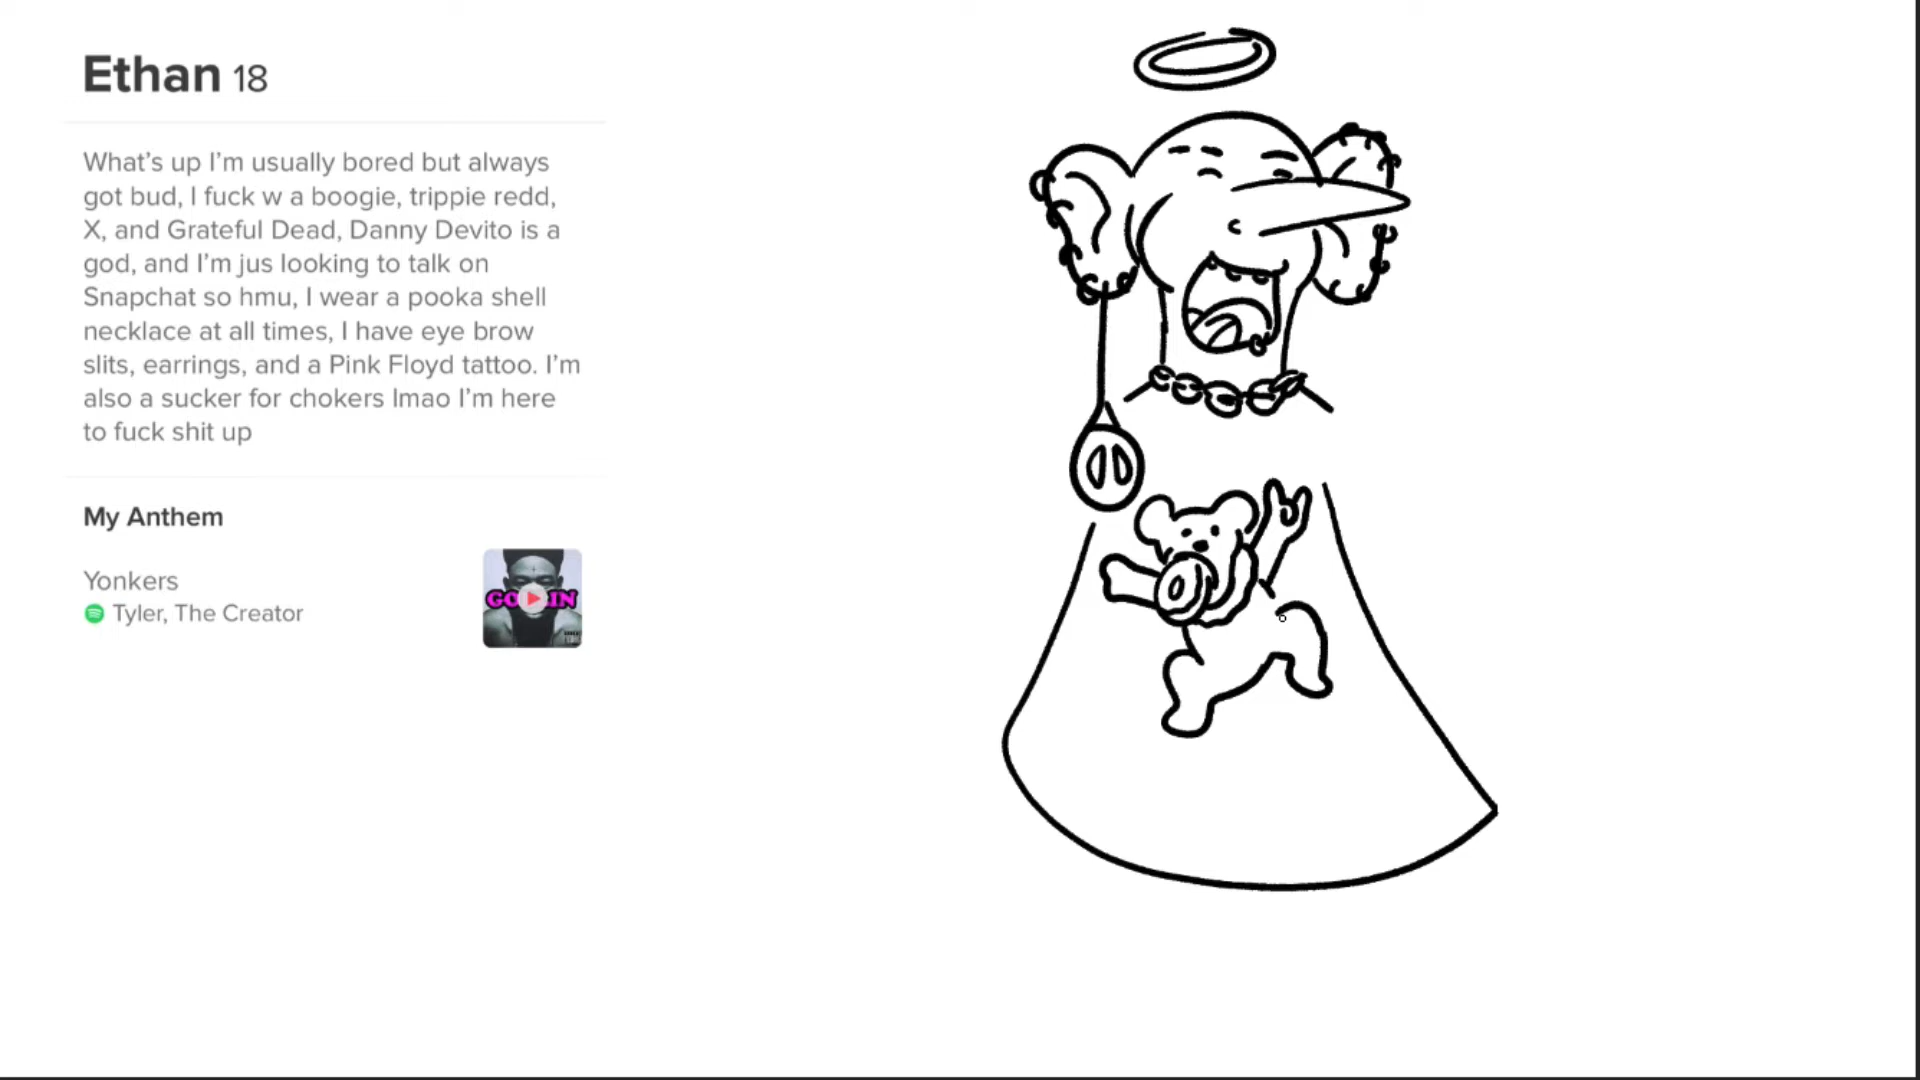 Ethan 18
What’s up I’m usually bored but always
got bud, I fuck w a boogie, trippie redd,
X, and Grateful Dead, Danny Devito is a
god, and I’m jus looking to talk on
Snapchat so hmu, I wear a pooka shell
necklace at all times, I have eye brow
slits, earrings, and a Pink Floyd tattoo. I’m
also a sucker for chokers lmao I’m here
to fuck shit up
My Anthem
Yonkers
Tyler, The Creator